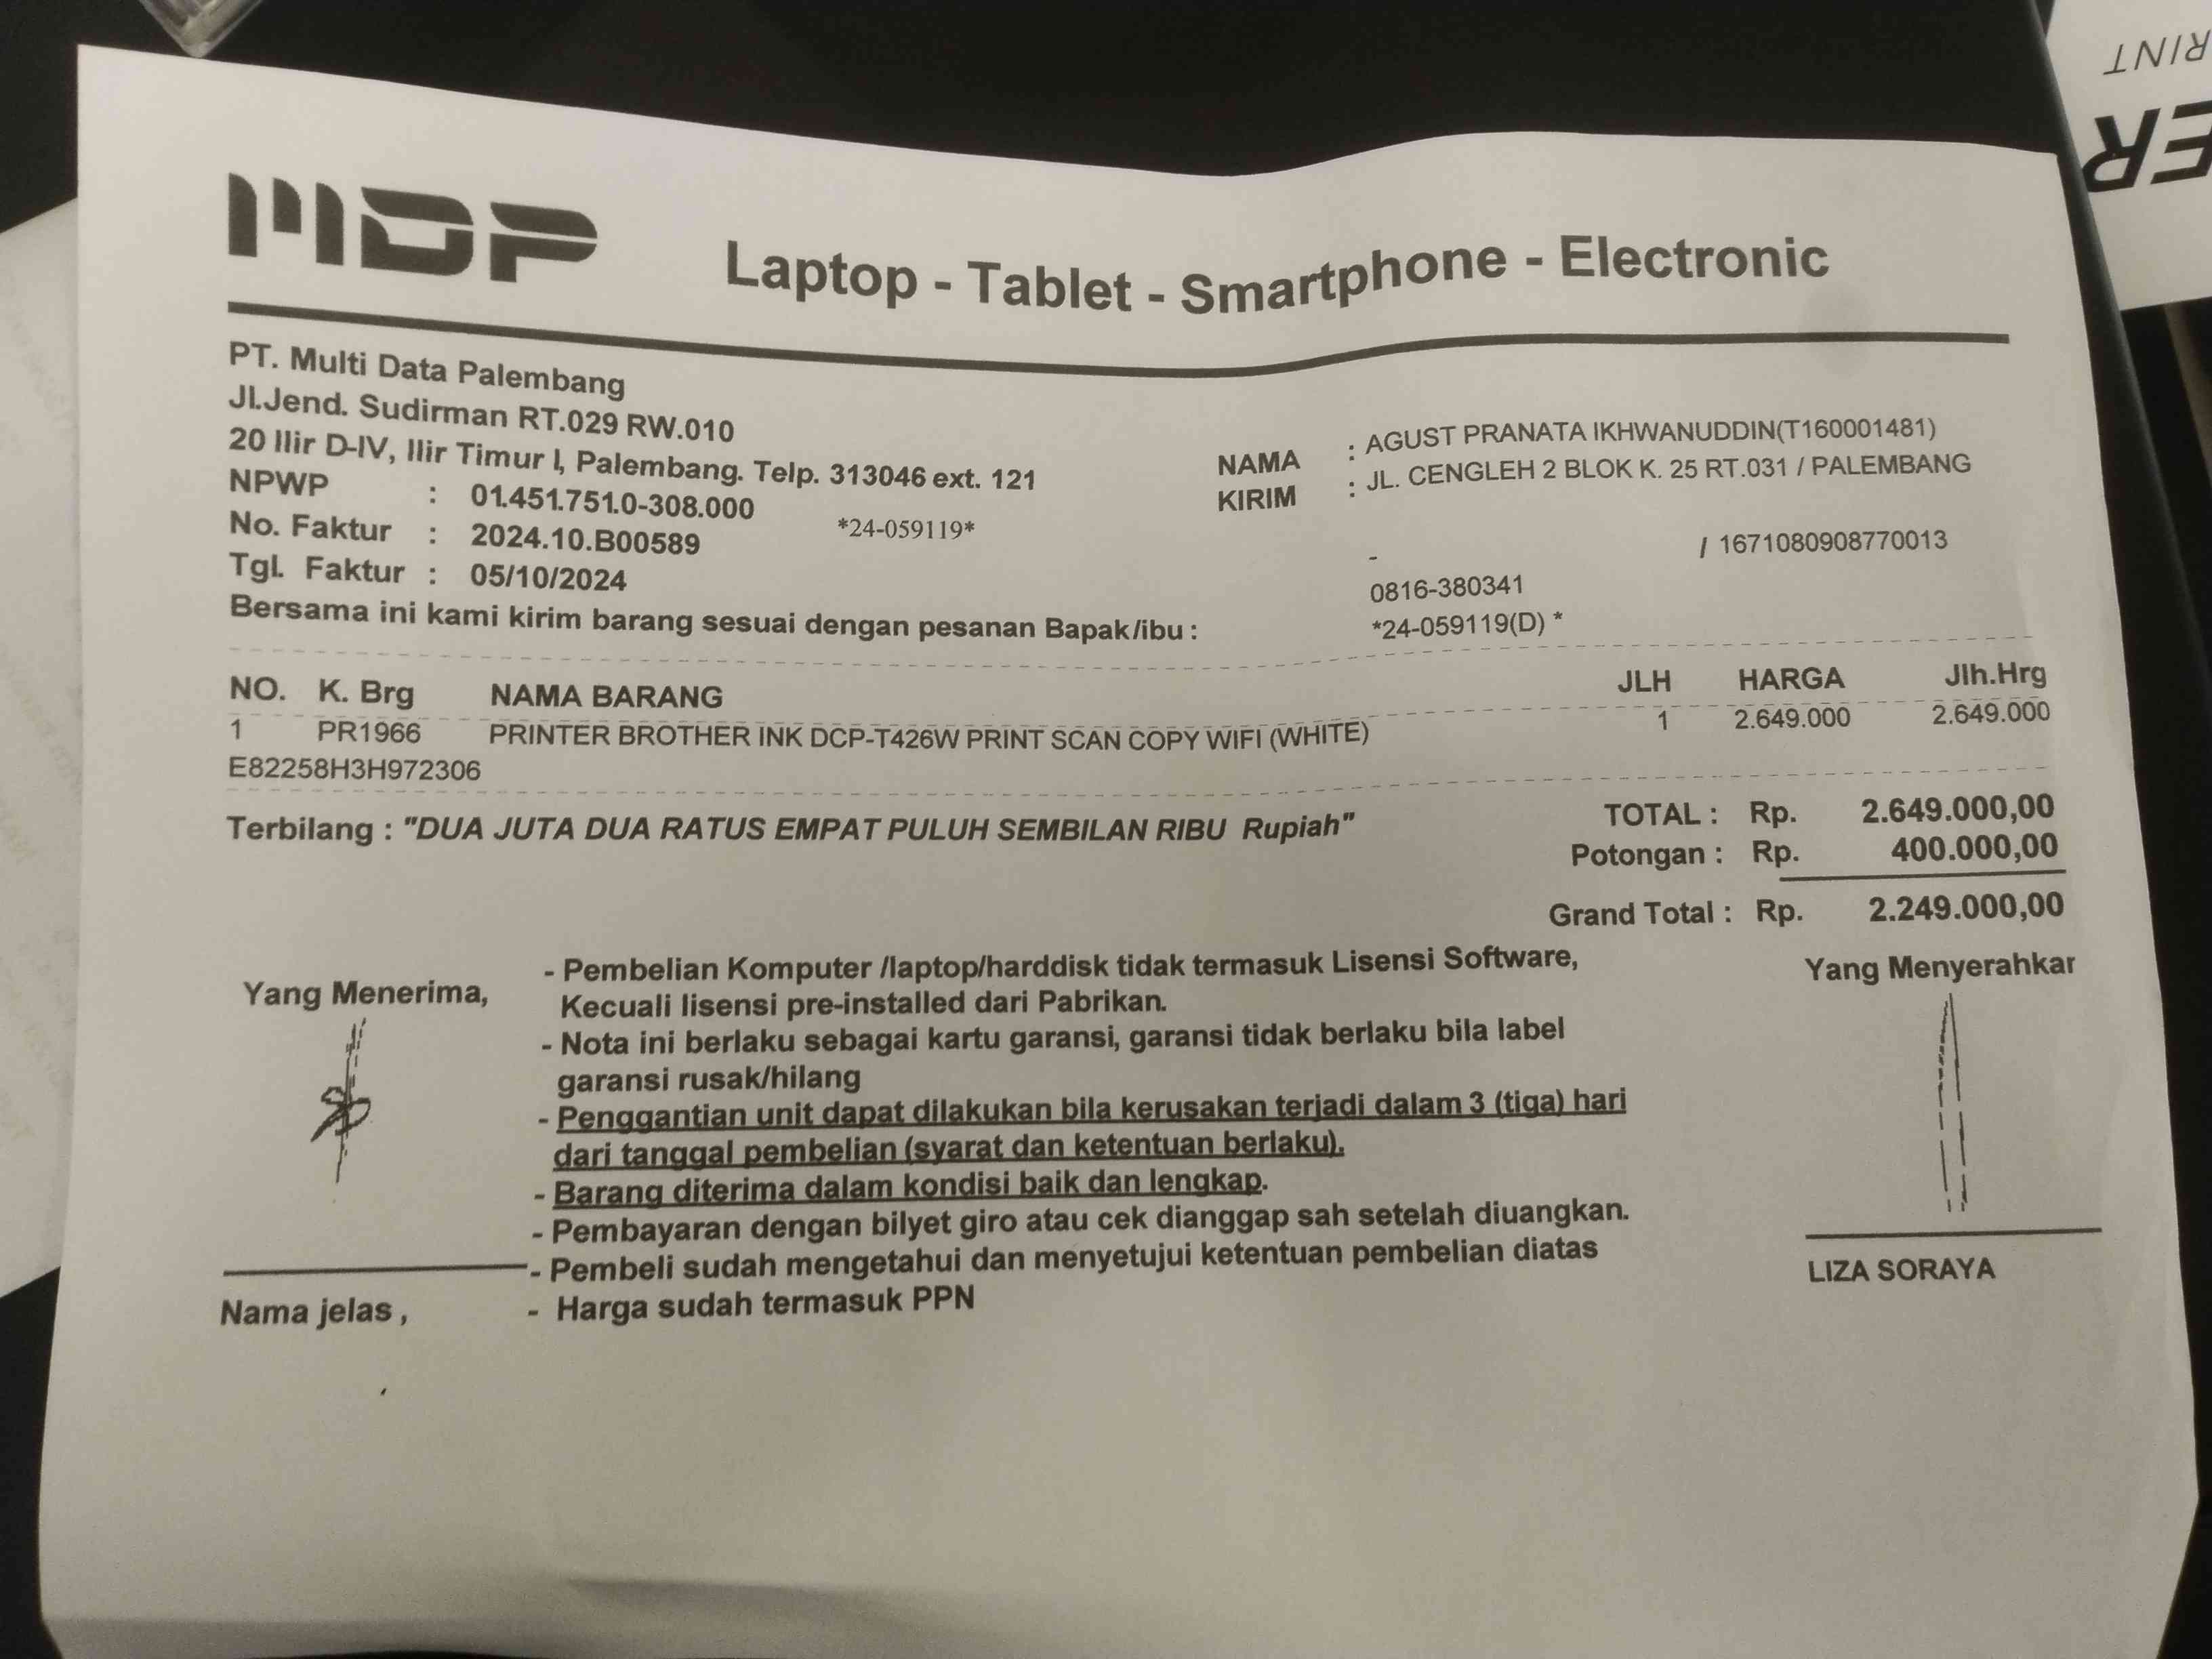 MDP
Laptop - Tablet - Smartphone - Electronic
PT. Multi Data Palembang
Jl.Jend. Sudirman RT.029 RW.010
20 Ilir D-IV, Ilir Timur I, Palembang. Telp. 313046 ext. 121
NPWP : 01.451.751.0-308.000
No. Faktur : 2024.10.B00589 *24-059119*
Tgl. Faktur : 05/10/2024
Bersama ini kami kirim barang sesuai dengan pesanan Bapak/ibu :
NAMA : AGUST PRANATA IKHWANUDDIN(T160001481)
KIRIM : JL. CENGLEH 2 BLOK K. 25 RT.031 / PALEMBANG
- / 1671080908770013
0816-380341
*24-059119(D) *
NO. K. Brg NAMA BARANG JLH HARGA Jlh.Hrg
1 PR1966 PRINTER BROTHER INK DCP-T426W PRINT SCAN COPY WIFI (WHITE) 1 2.649.000 2.649.000
E82258H3H972306
Terbilang : "DUA JUTA DUA RATUS EMPAT PULUH SEMBILAN RIBU Rupiah"
TOTAL : Rp. 2.649.000,00
Potongan : Rp. 400.000,00
Grand Total : Rp. 2.249.000,00
Yang Menerima,
- Pembelian Komputer /laptop/harddisk tidak termasuk Lisensi Software,
Kecuali lisensi pre-installed dari Pabrikan.
- Nota ini berlaku sebagai kartu garansi, garansi tidak berlaku bila label
garansi rusak/hilang
- Penggantian unit dapat dilakukan bila kerusakan terjadi dalam 3 (tiga) hari
dari tanggal pembelian (syarat dan ketentuan berlaku).
- Barang diterima dalam kondisi baik dan lengkap.
- Pembayaran dengan bilyet giro atau cek dianggap sah setelah diuangkan.
- Pembeli sudah mengetahui dan menyetujui ketentuan pembelian diatas
- Harga sudah termasuk PPN
Nama jelas ,
Yang Menyerahkar
LIZA SORAYA
RINT
ER